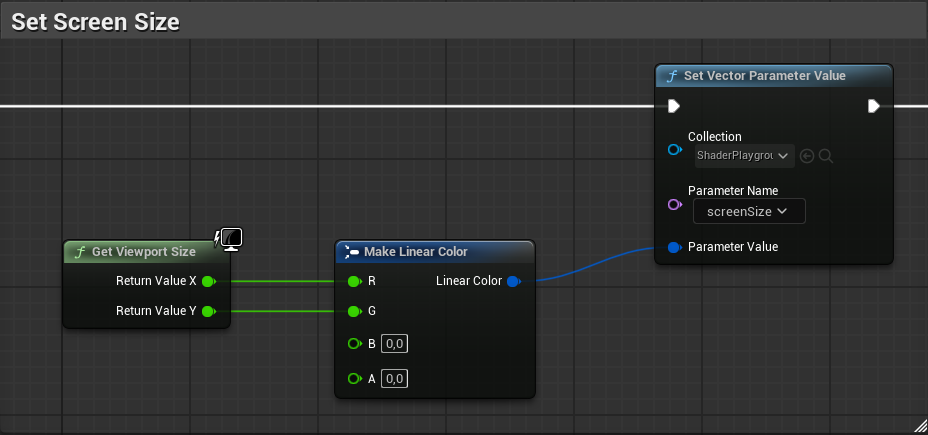 Set Screen Size
f Set Vector Parameter Value
Collection
ShaderPlaygrou
Parameter Name
screenSize
Parameter Value
f Get Viewport Size
Return Value X
Return Value Y
Make Linear Color
R
Linear Color
G
B 0,0
A 0,0